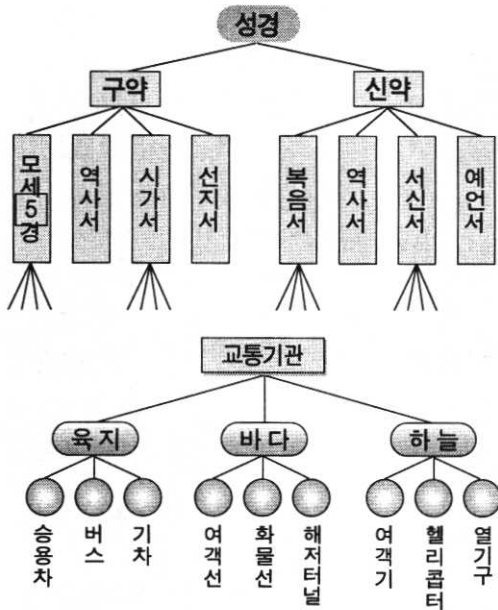 성경
구약
신약
모세5경
역사서
시가서
선지서
복음서
역사서
서신서
예언서
교통기관
육지
바다
하늘
승용차
버스
기차
여객선
화물선
해저터널
여객기
헬리콥터
열기구